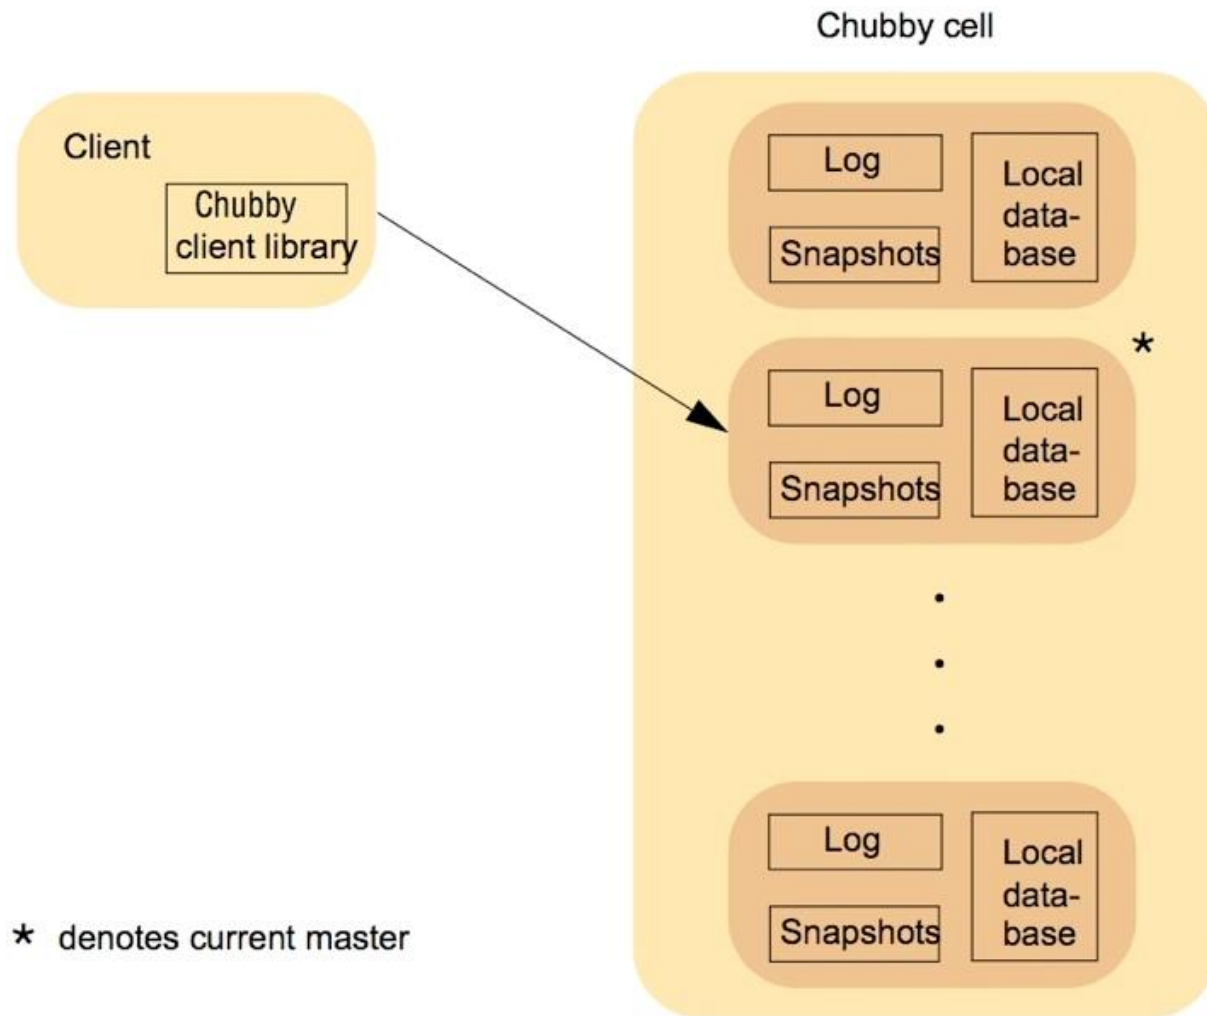 Chubby cell
Client
Chubby
client library
Log
Snapshots
Local
data-
base
*
Log
Snapshots
Local
data-
base
Log
Snapshots
Local
data-
base
* denotes current master